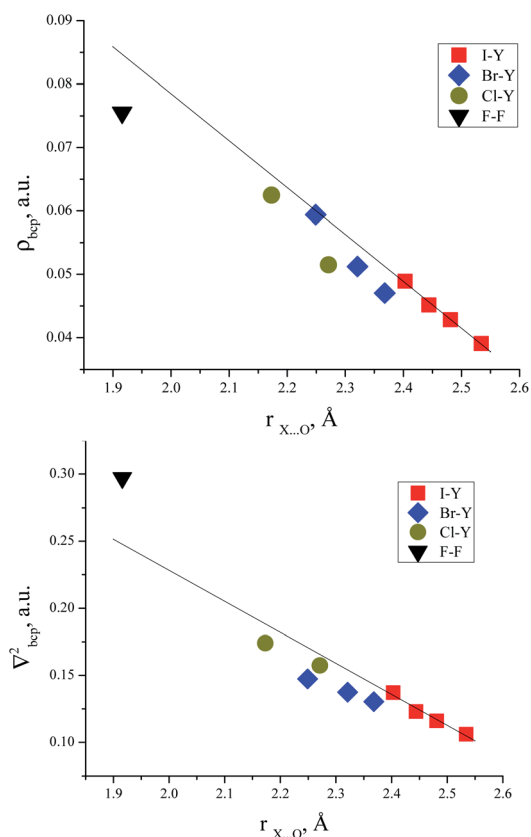 0.09
0.08
0.07
0.06
0.05
0.04
ρbcp, a.u.
I-Y
Br-Y
Cl-Y
F-F
1.9 2.0 2.1 2.2 2.3 2.4 2.5 2.6
r X...O, Å
0.30
0.25
0.20
0.15
0.10
∇²bcp, a.u.
I-Y
Br-Y
Cl-Y
F-F
1.9 2.0 2.1 2.2 2.3 2.4 2.5 2.6
r X...O, Å